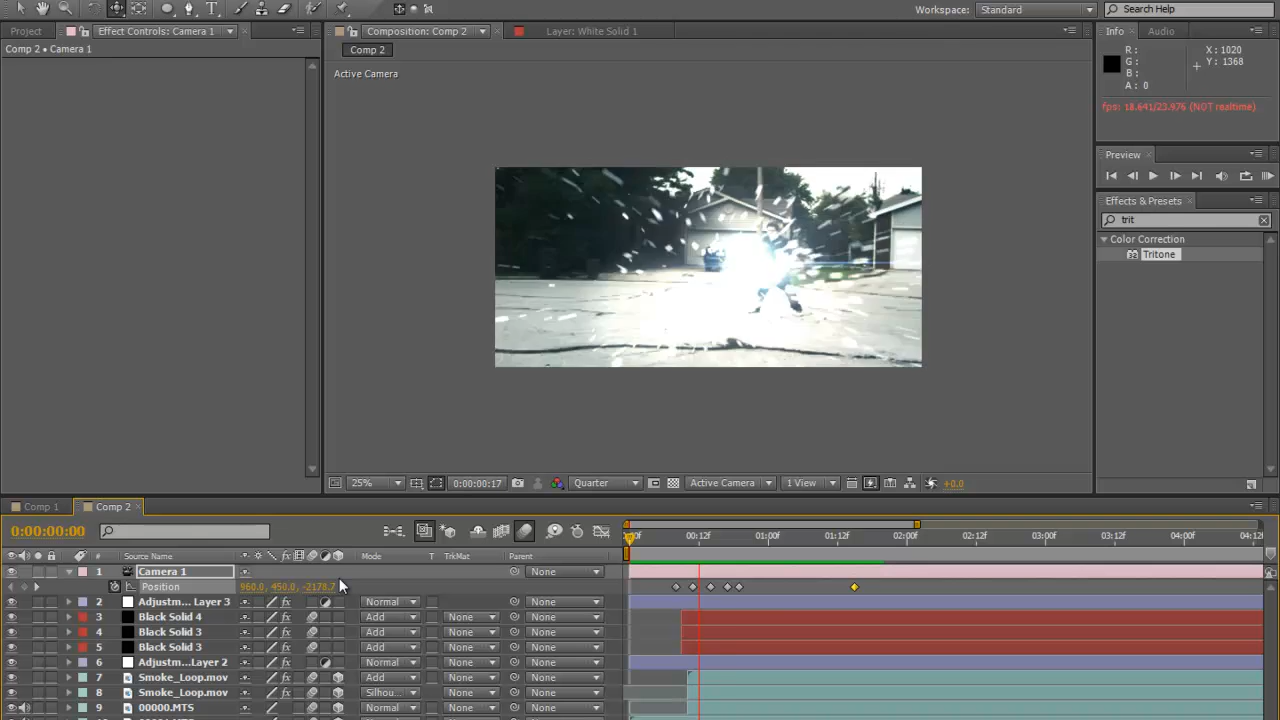 Workspace: Standard Search Help
Project Effect Controls: Camera 1 Composition: Comp 2 Layer: White Solid 1 Info Audio
Comp 2 • Camera 1 Comp 2
Active Camera
R: X: 1020
G: Y: 1368
B:
A: 0
fps: 18.641/23.976 (NOT realtime)
Preview
Effects & Presets
trit
Color Correction
Tritone
25% 0:00:00:17 Quarter Active Camera 1 View +0.0
Comp 1 Comp 2
0:00:00:00
00f 00:12f 01:00f 01:12f 02:00f 02:12f 03:00f 03:12f 04:00f 04:12f
# Source Name Mode T TrkMat Parent
1 Camera 1 None
Position 960.0, 450.0, -2178.7
2 Adjustm... Layer 3 Normal None
3 Black Solid 4 Add None None
4 Black Solid 3 Add None None
5 Black Solid 3 Add None None
6 Adjustm...Layer 2 Normal None None
7 Smoke_Loop.mov Add None None
8 Smoke_Loop.mov Silhou... None None
9 00000.MTS Normal None None